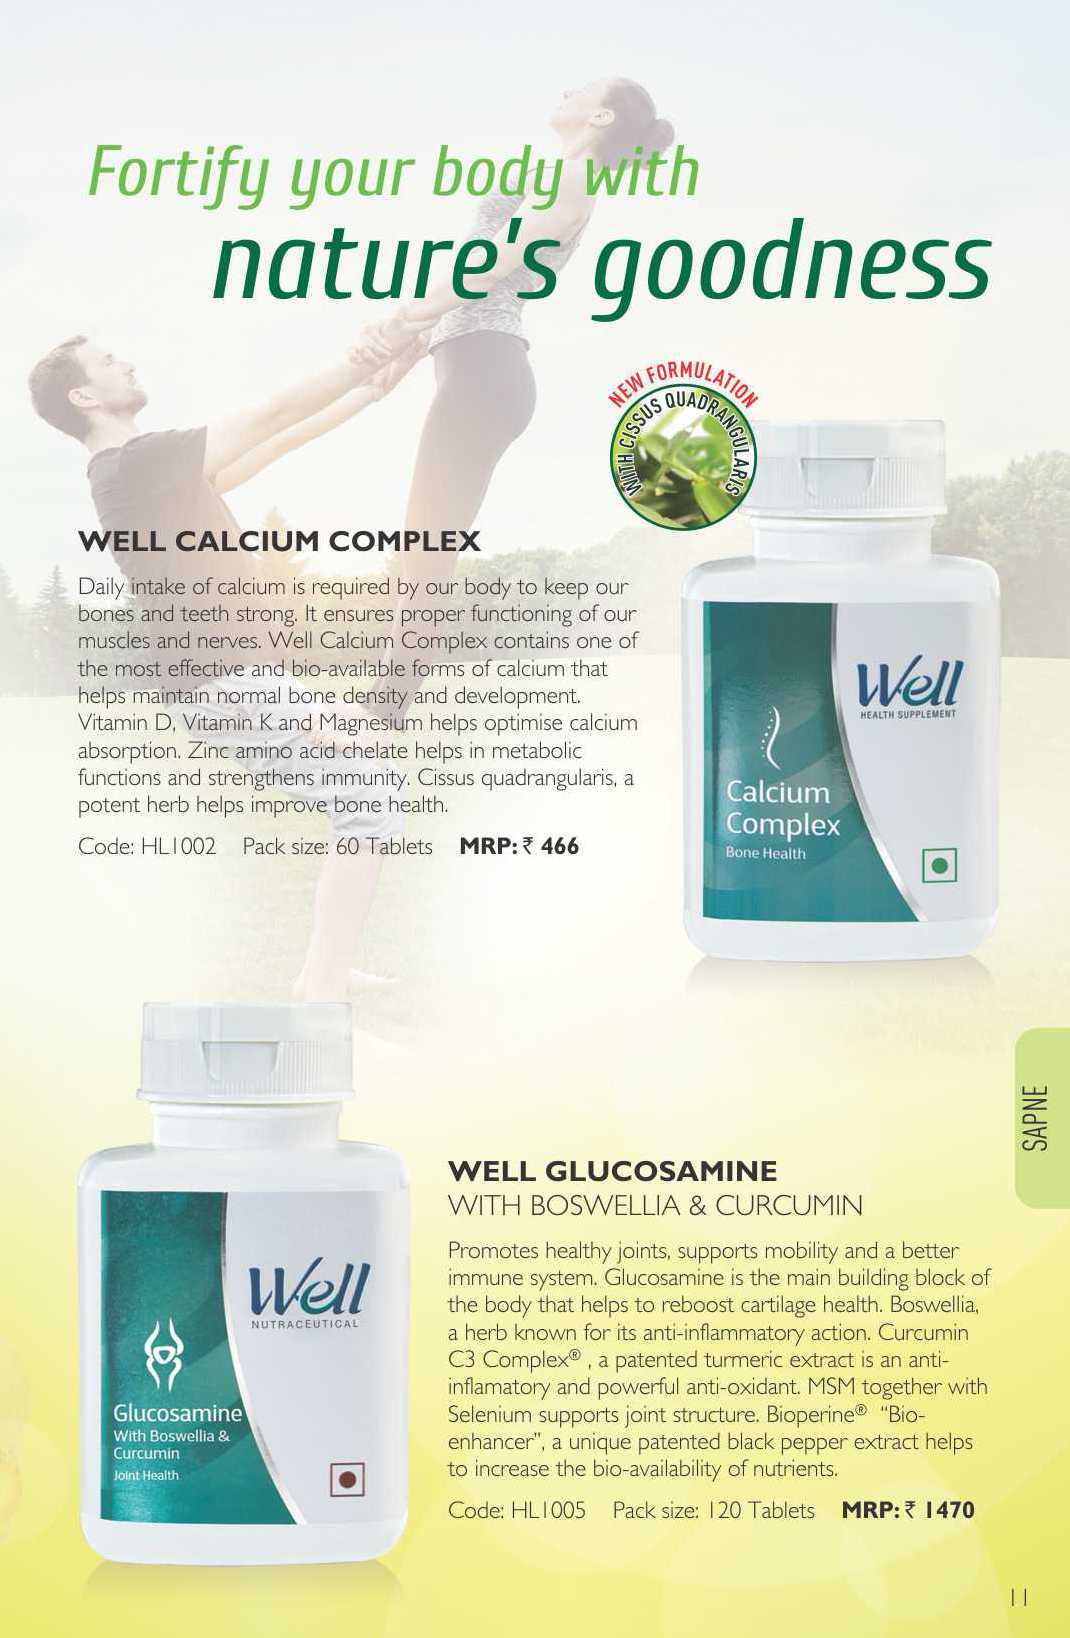 Fortify your body with
nature's goodness
NEW FORMULATION
WITH CISSUS QUADRANGULARIS
WELL CALCIUM COMPLEX
Daily intake of calcium is required by our body to keep our
bones and teeth strong. It ensures proper functioning of our
muscles and nerves. Well Calcium Complex contains one of
the most effective and bio-available forms of calcium that
helps maintain normal bone density and development.
Vitamin D, Vitamin K and Magnesium helps optimise calcium
absorption. Zinc amino acid chelate helps in metabolic
functions and strengthens immunity. Cissus quadrangularis, a
potent herb helps improve bone health.
Code: HL1002 Pack size: 60 Tablets MRP: ₹ 466
Well
HEALTH SUPPLEMENT
Calcium
Complex
Bone Health
SAPNE
WELL GLUCOSAMINE
WITH BOSWELLIA & CURCUMIN
Promotes healthy joints, supports mobility and a better
immune system. Glucosamine is the main building block of
the body that helps to reboost cartilage health. Boswellia,
a herb known for its anti-inflammatory action. Curcumin
C3 Complex® , a patented turmeric extract is an anti-
inflamatory and powerful anti-oxidant. MSM together with
Selenium supports joint structure. Bioperine® “Bio-
enhancer”, a unique patented black pepper extract helps
to increase the bio-availability of nutrients.
Code: HL1005 Pack size: 120 Tablets MRP: ₹ 1470
Well
NUTRACEUTICAL
Glucosamine
With Boswellia &
Curcumin
Joint Health
11